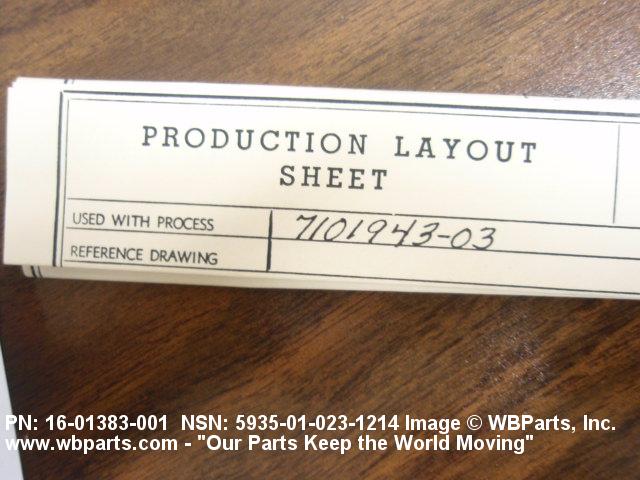 PRODUCTION LAYOUT
SHEET
USED WITH PROCESS 7101943-03
REFERENCE DRAWING
PN: 16-01383-001 NSN: 5935-01-023-1214 Image © WBParts, Inc.
www.wbparts.com - "Our Parts Keep the World Moving"